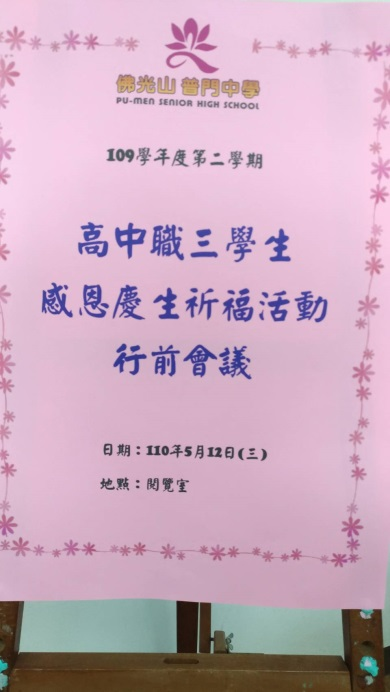 佛光山 普門中學
PU-MEN SENIOR HIGH SCHOOL
109學年度第二學期
高中職三學生
感恩慶生祈福活動
行前會議
日期：110年5月12日(三)
地點：閱覽室